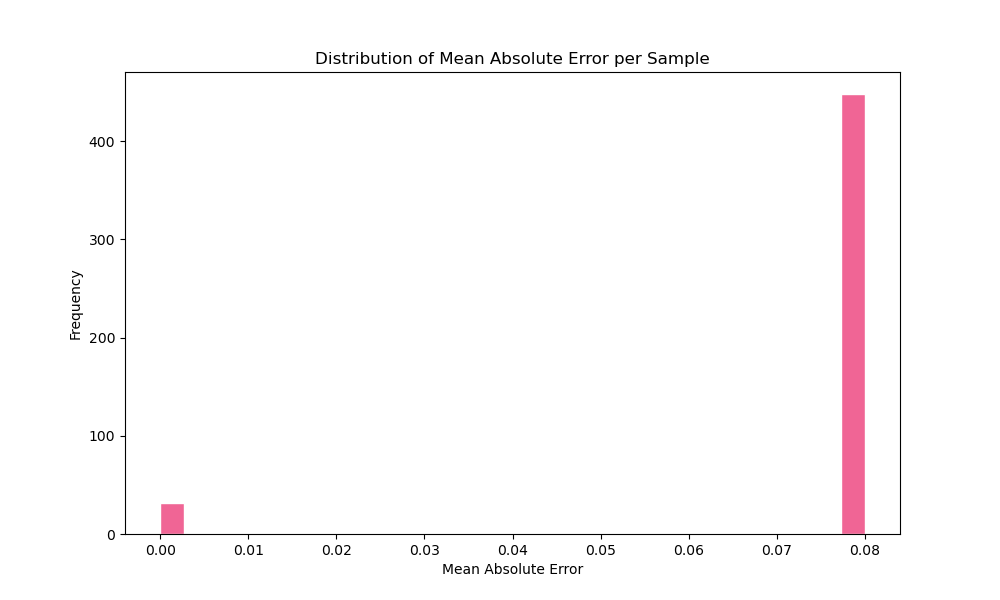 Distribution of Mean Absolute Error per Sample
Frequency
400
300
200
100
0
0.00 0.01 0.02 0.03 0.04 0.05 0.06 0.07 0.08
Mean Absolute Error